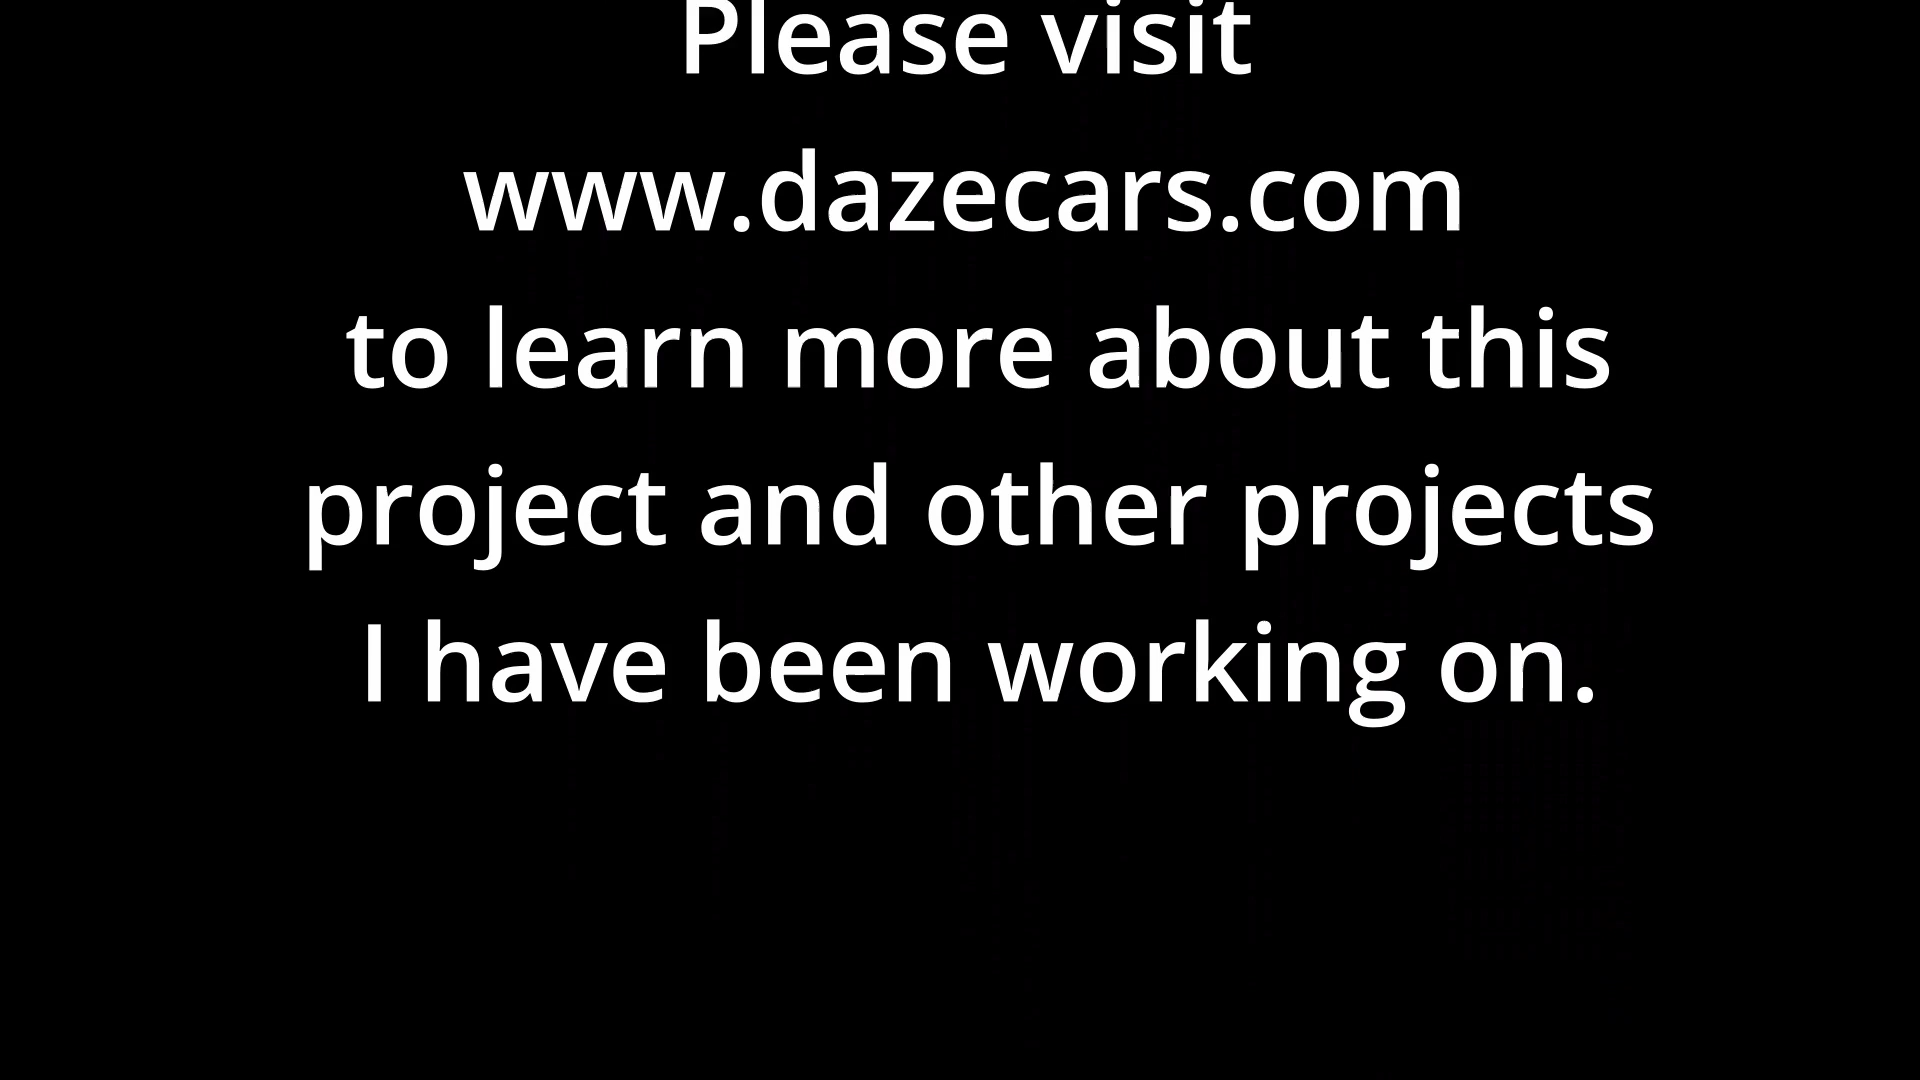 Please visit
www.dazecars.com
to learn more about this
project and other projects
I have been working on.